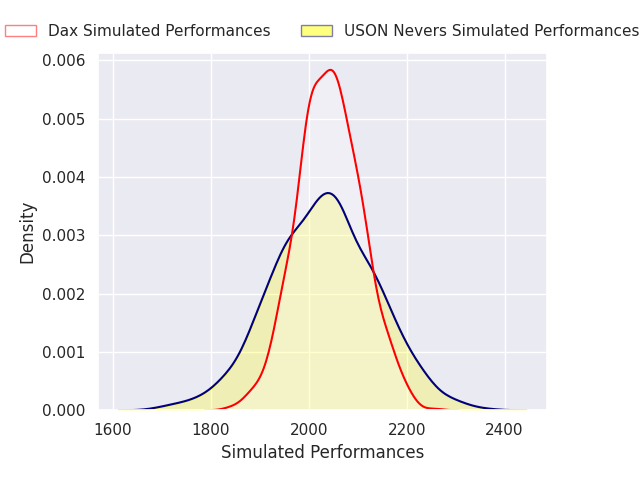 Dax Simulated Performances
USON Nevers Simulated Performances
0.006
0.005
0.004
0.003
0.002
0.001
0.000
Density
1600 1800 2000 2200 2400
Simulated Performances